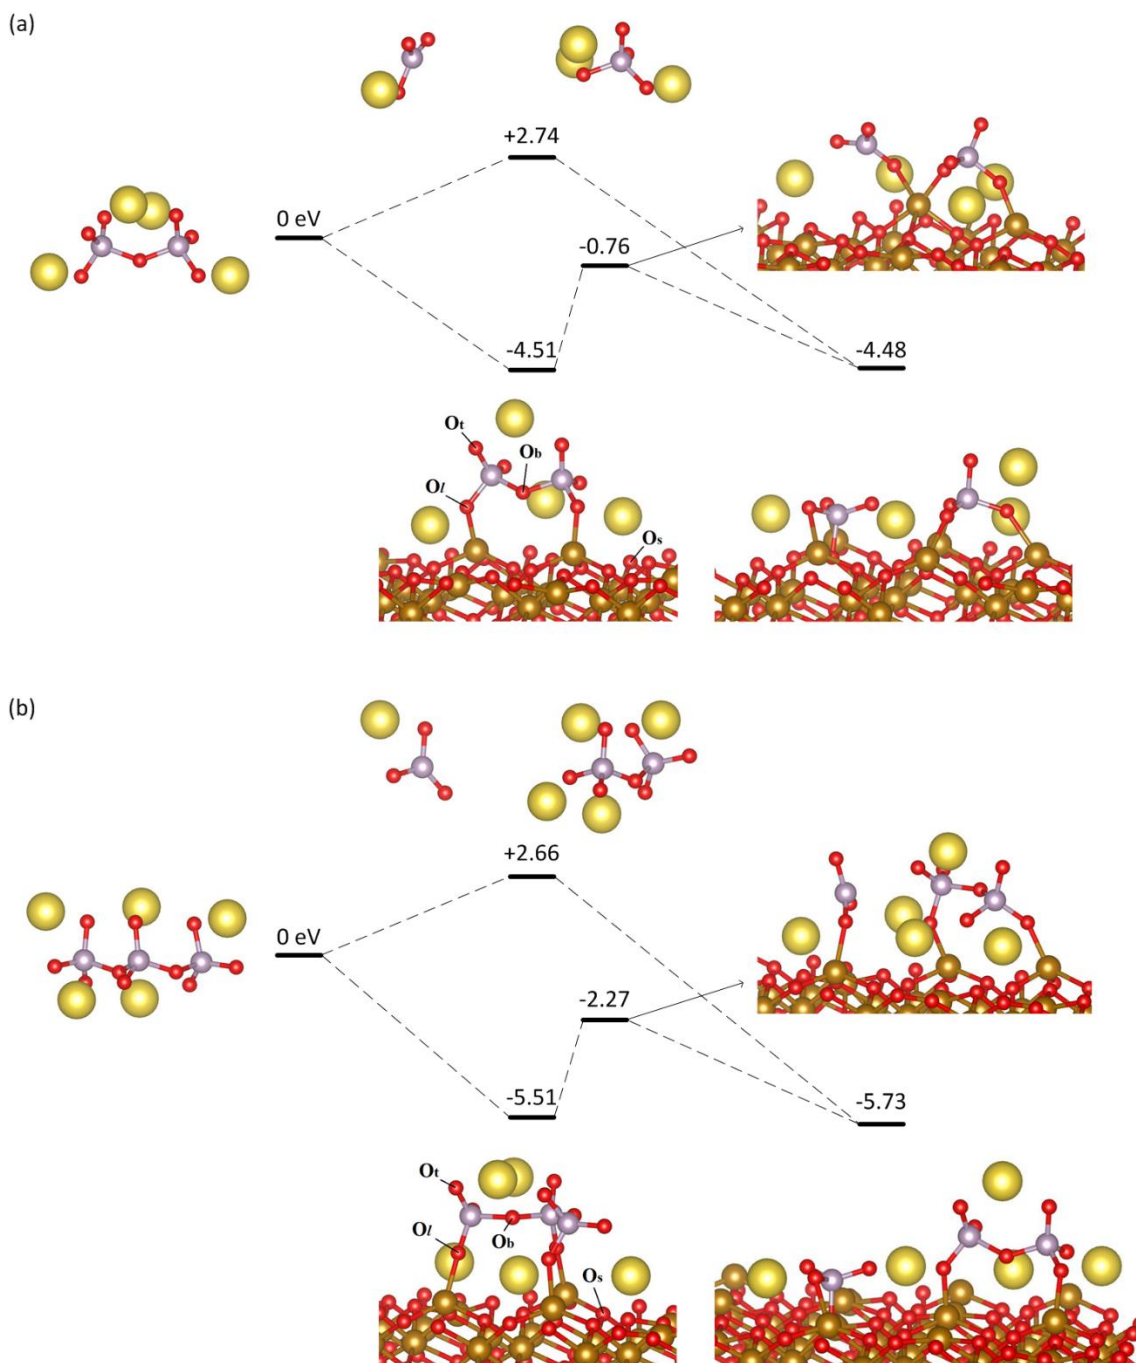 (a)
+2.74
0 eV
-0.76
-4.51
-4.48
Ot
Ob
Ol
Os
(b)
+2.66
0 eV
-2.27
-5.51
-5.73
Ot
Ol
Ob
Os